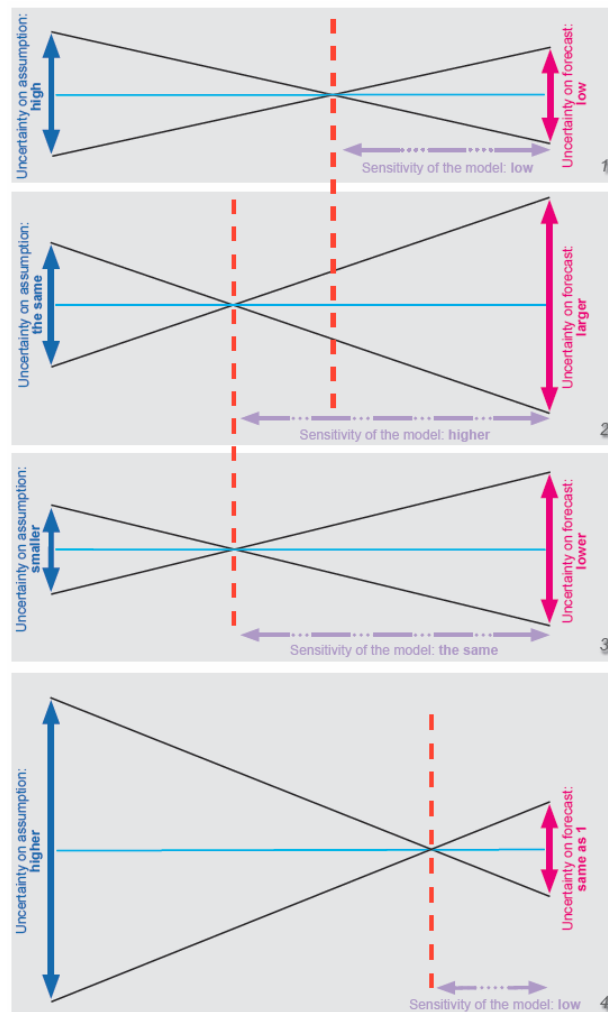 Uncertainty on assumption:
high
Uncertainty on forecast:
low
Sensitivity of the model: low
1
Uncertainty on assumption:
the same
Uncertainty on forecast:
larger
Sensitivity of the model: higher
2
Uncertainty on assumption:
smaller
Uncertainty on forecast:
lower
Sensitivity of the model: the same
3
Uncertainty on assumption:
higher
Uncertainty on forecast:
same as 1
Sensitivity of the model: low
4